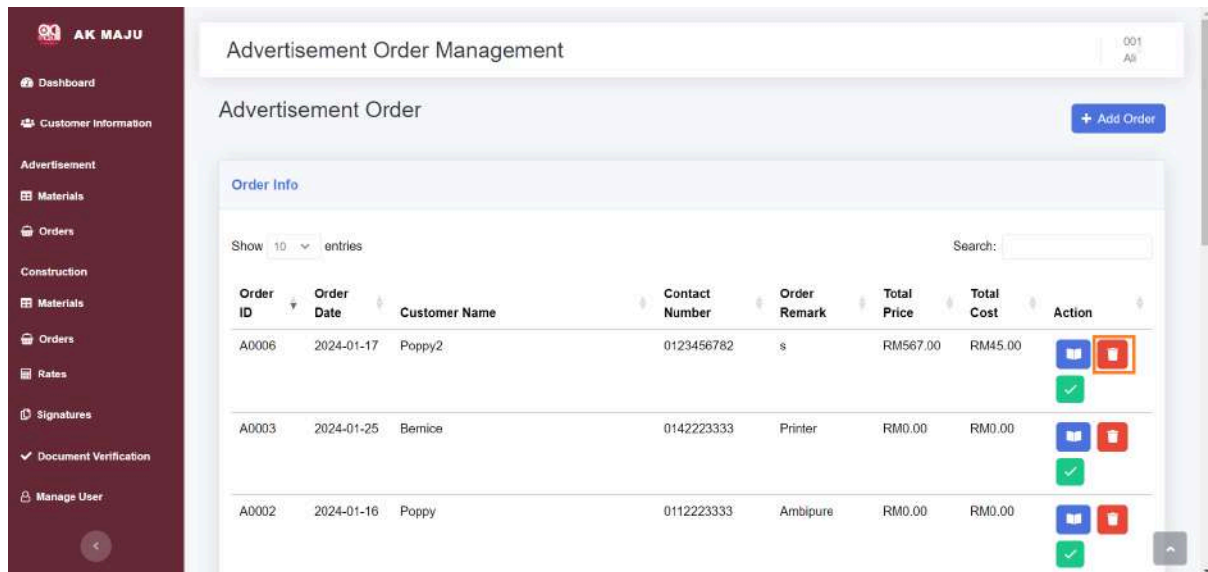 AK MAJU
Dashboard
Customer Information
Advertisement
Materials
Orders
Construction
Materials
Orders
Rates
Signatures
Document Verification
Manage User
Advertisement Order Management
001
Ali
Advertisement Order
+ Add Order
Order Info
Show 10 entries
Search:
Order ID Order Date Customer Name Contact Number Order Remark Total Price Total Cost Action
A0006 2024-01-17 Poppy2 0123456782 s RM567.00 RM45.00
A0003 2024-01-25 Bernice 0142223333 Printer RM0.00 RM0.00
A0002 2024-01-16 Poppy 0112223333 Ambipure RM0.00 RM0.00